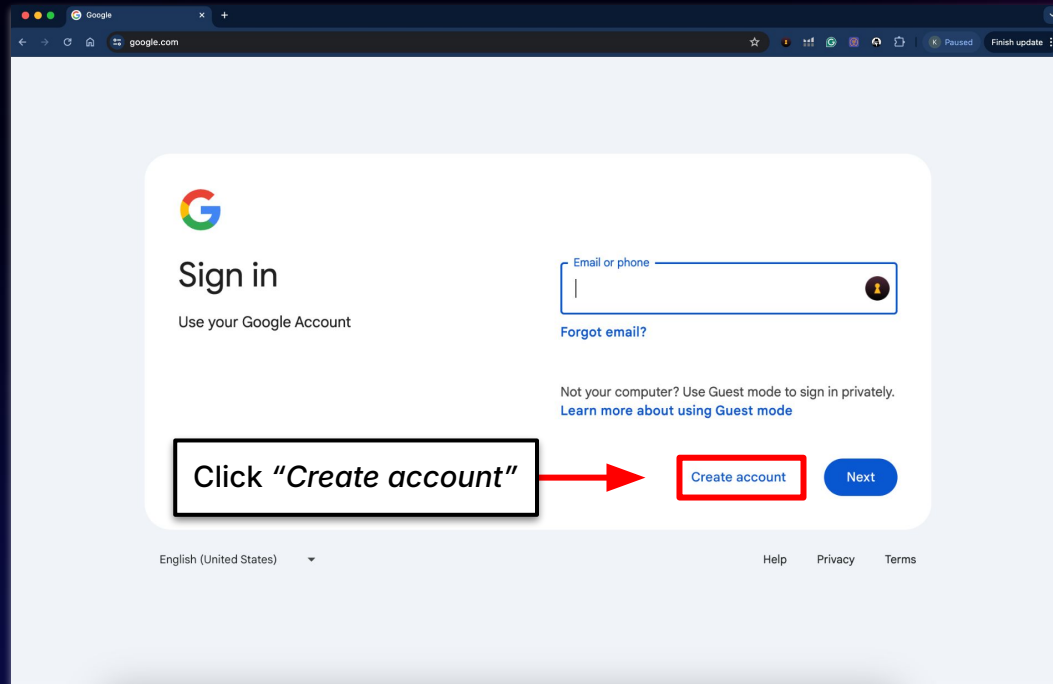 Google
google.com
K Paused
Finish update
Sign in
Use your Google Account
Email or phone
Forgot email?
Not your computer? Use Guest mode to sign in privately.
Learn more about using Guest mode
Click “Create account”
Create account
Next
English (United States)
Help Privacy Terms